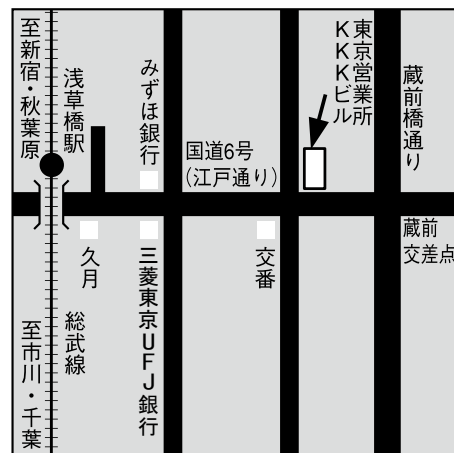 至新宿・秋葉原
浅草橋駅
みずほ銀行
国道6号
(江戸通り)
東京営業所
KKKビル
蔵前橋通り
蔵前
交差点
久月
三菱東京UFJ銀行
交番
総武線
至市川・千葉